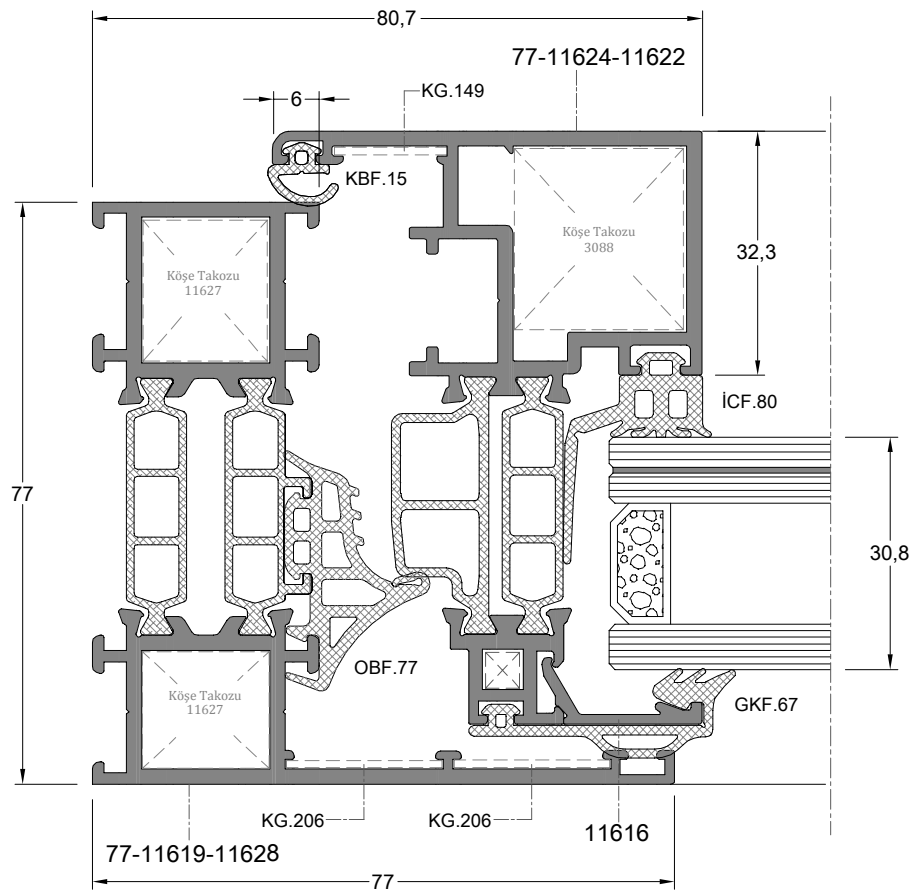 80,7
77-11624-11622
6
KG.149
KBF.15
Köşe Takozu
3088
32,3
Köşe Takozu
11627
İCF.80
77
30,8
OBF.77
Köşe Takozu
11627
GKF.67
KG.206
KG.206
11616
77-11619-11628
77